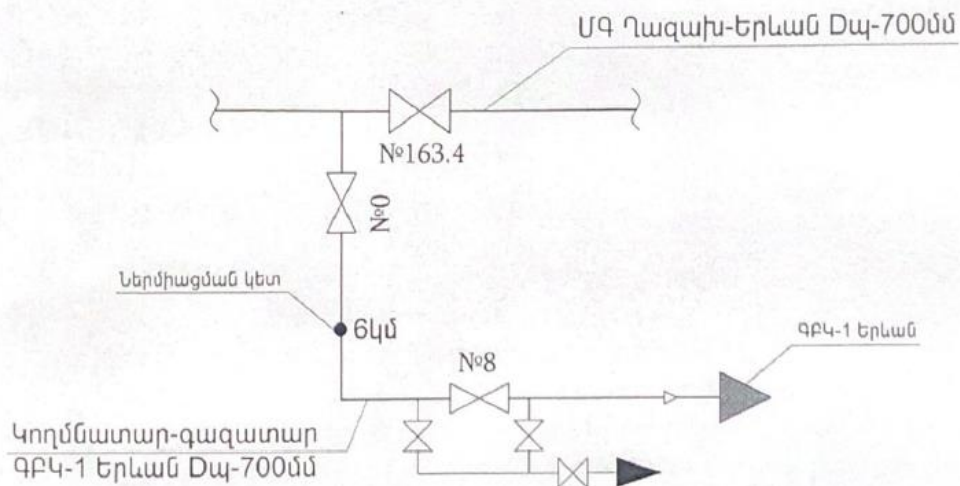 ՄԳ Ղազախ-Երևան Dպ-700մմ
№163.4
№0
Ներմիացման կետ
6կմ
№8
ԳԲԿ-1 Երևան
Կողմնատար-գազատար
ԳԲԿ-1 Երևան Dպ-700մմ